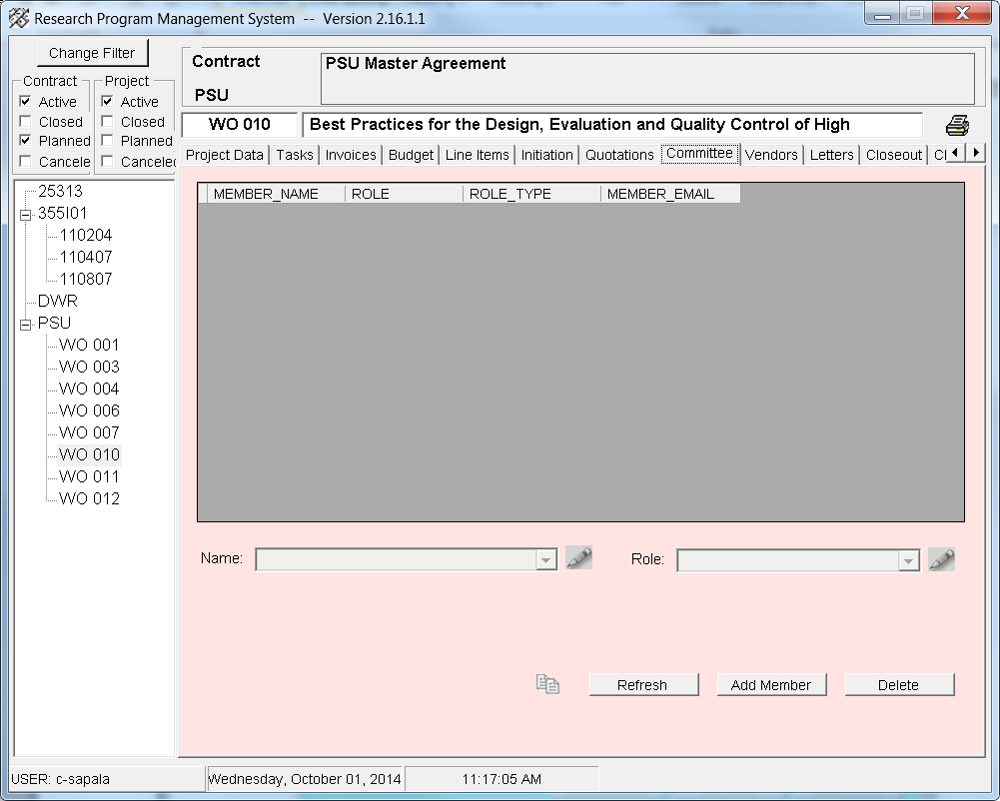 Research Program Management System -- Version 2.16.1.1
Change Filter
Contract
Project
Active
Active
Closed
Closed
Planned
Planned
Cancele
Cancelec
Contract
PSU Master Agreement
PSU
WO 010
Best Practices for the Design, Evaluation and Quality Control of High
Project Data
Tasks
Invoices
Budget
Line Items
Initiation
Quotations
Committee
Vendors
Letters
Closeout
25313
355I01
110204
110407
110807
DWR
PSU
WO 001
WO 003
WO 004
WO 006
WO 007
WO 010
WO 011
WO 012
MEMBER_NAME
ROLE
ROLE_TYPE
MEMBER_EMAIL
Name:
Role:
Refresh
Add Member
Delete
USER: c-sapala
Wednesday, October 01, 2014
11:17:05 AM